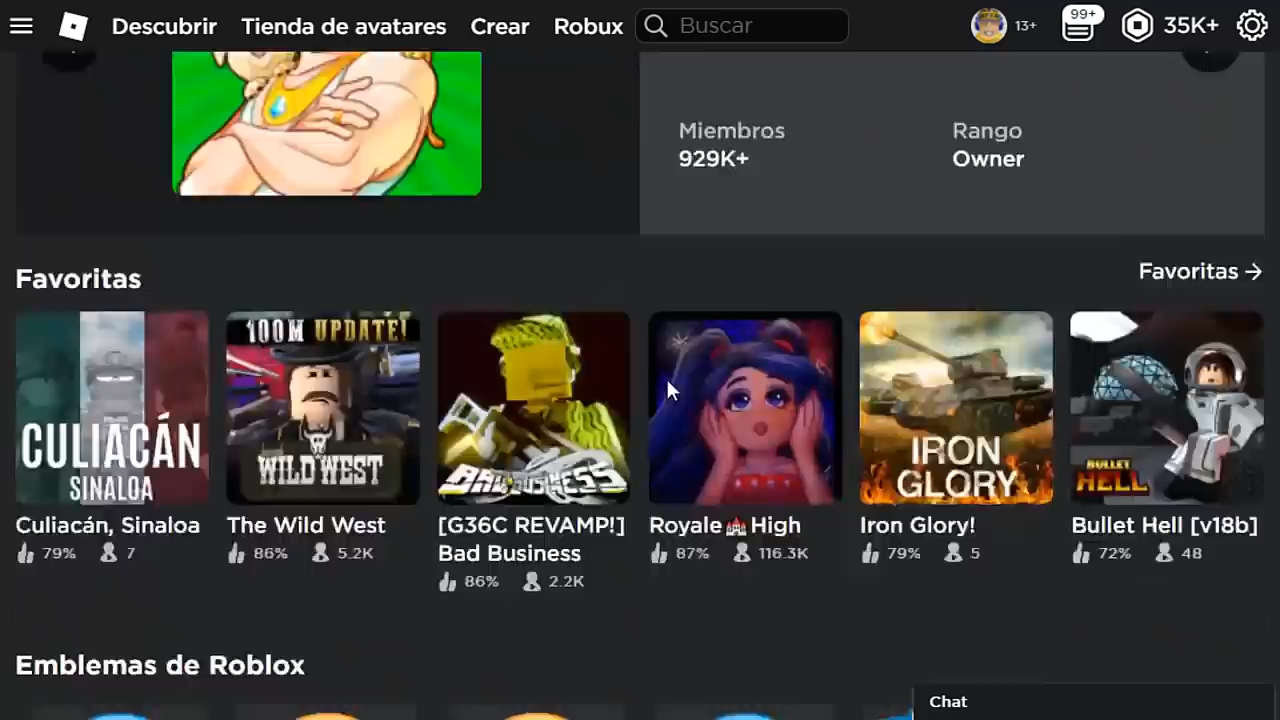 Descubrir Tienda de avatares Crear Robux Buscar 13+ 99+ 35K+
Miembros Rango
929K+ Owner
Favoritas Favoritas →
100M UPDATE!
WILD WEST
BAD BUSINESS
CULIACÁN
SINALOA
IRON
GLORY
BULLET
HELL
Culiacán, Sinaloa
79% 7
The Wild West
86% 5.2K
[G36C REVAMP!]
Bad Business
86% 2.2K
Royale🏰High
87% 116.3K
Iron Glory!
79% 5
Bullet Hell [v18b]
72% 48
Emblemas de Roblox
Chat